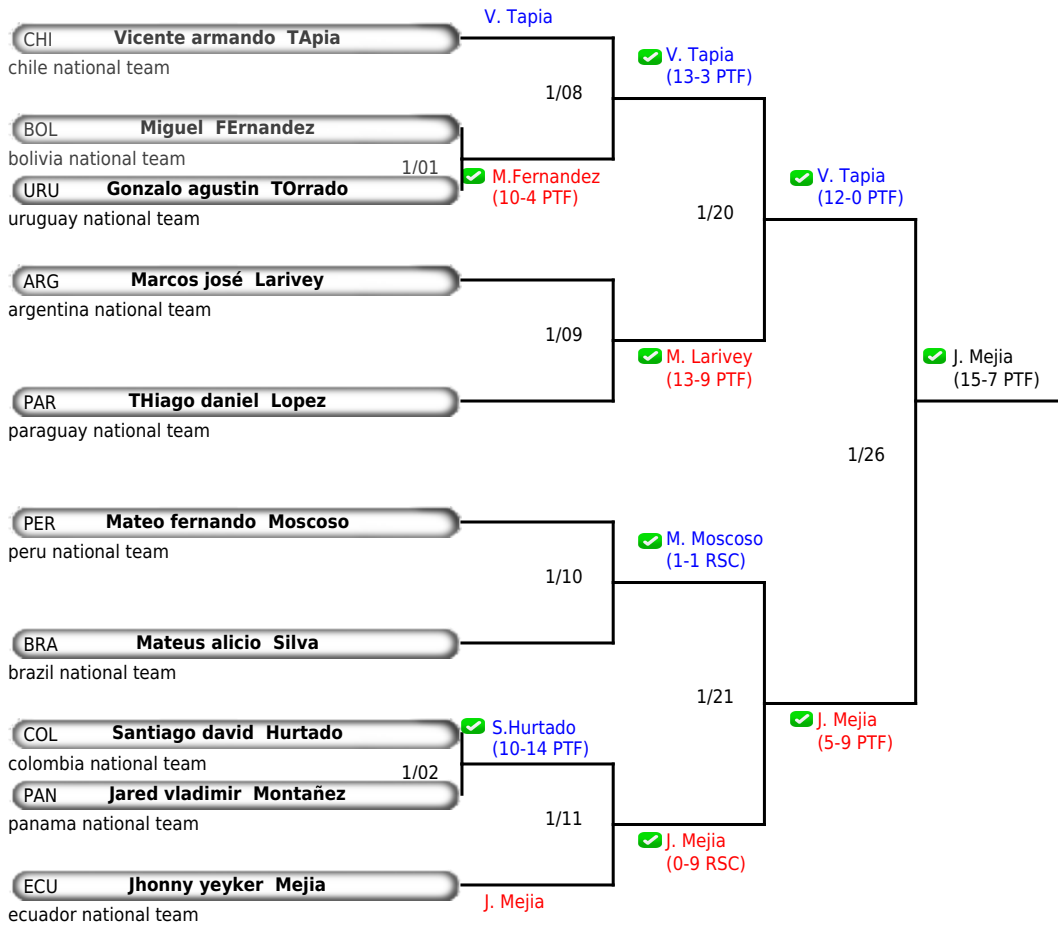 V. Tapia
CHI Vicente armando TApia
chile national team
V. Tapia
(13-3 PTF)
1/08
BOL Miguel FErnandez
bolivia national team
1/01
M.Fernandez
(10-4 PTF)
URU Gonzalo agustin TOrrado
uruguay national team
V. Tapia
(12-0 PTF)
1/20
ARG Marcos josé Larivey
argentina national team
1/09
M. Larivey
(13-9 PTF)
J. Mejia
(15-7 PTF)
PAR THiago daniel Lopez
paraguay national team
1/26
PER Mateo fernando Moscoso
peru national team
M. Moscoso
(1-1 RSC)
1/10
BRA Mateus alicio Silva
brazil national team
1/21
J. Mejia
(5-9 PTF)
COL Santiago david Hurtado
colombia national team
S.Hurtado
(10-14 PTF)
1/02
PAN Jared vladimir Montañez
panama national team
1/11
J. Mejia
(0-9 RSC)
ECU Jhonny yeyker Mejia
ecuador national team
J. Mejia